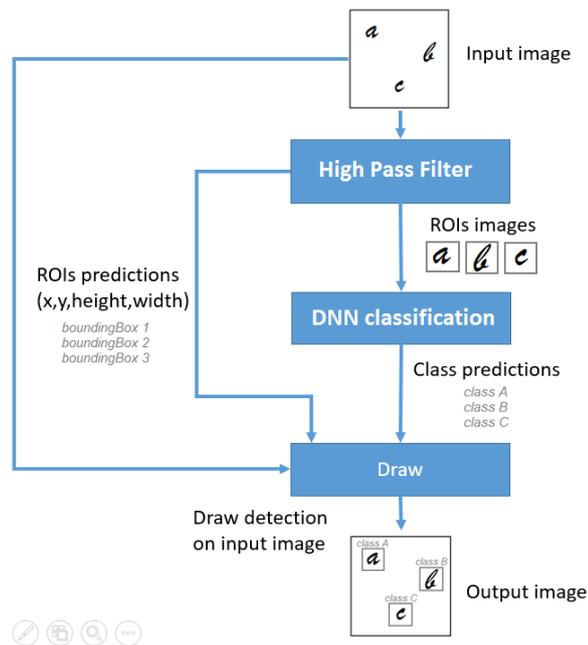 a
b
Input image
c
High Pass Filter
ROIs images
a b c
ROIs predictions
(x,y,height,width)
boundingBox 1
boundingBox 2
boundingBox 3
DNN classification
Class predictions
class A
class B
class C
Draw
Draw detection
on input image
class A
a
class B
b
class C
c
Output image